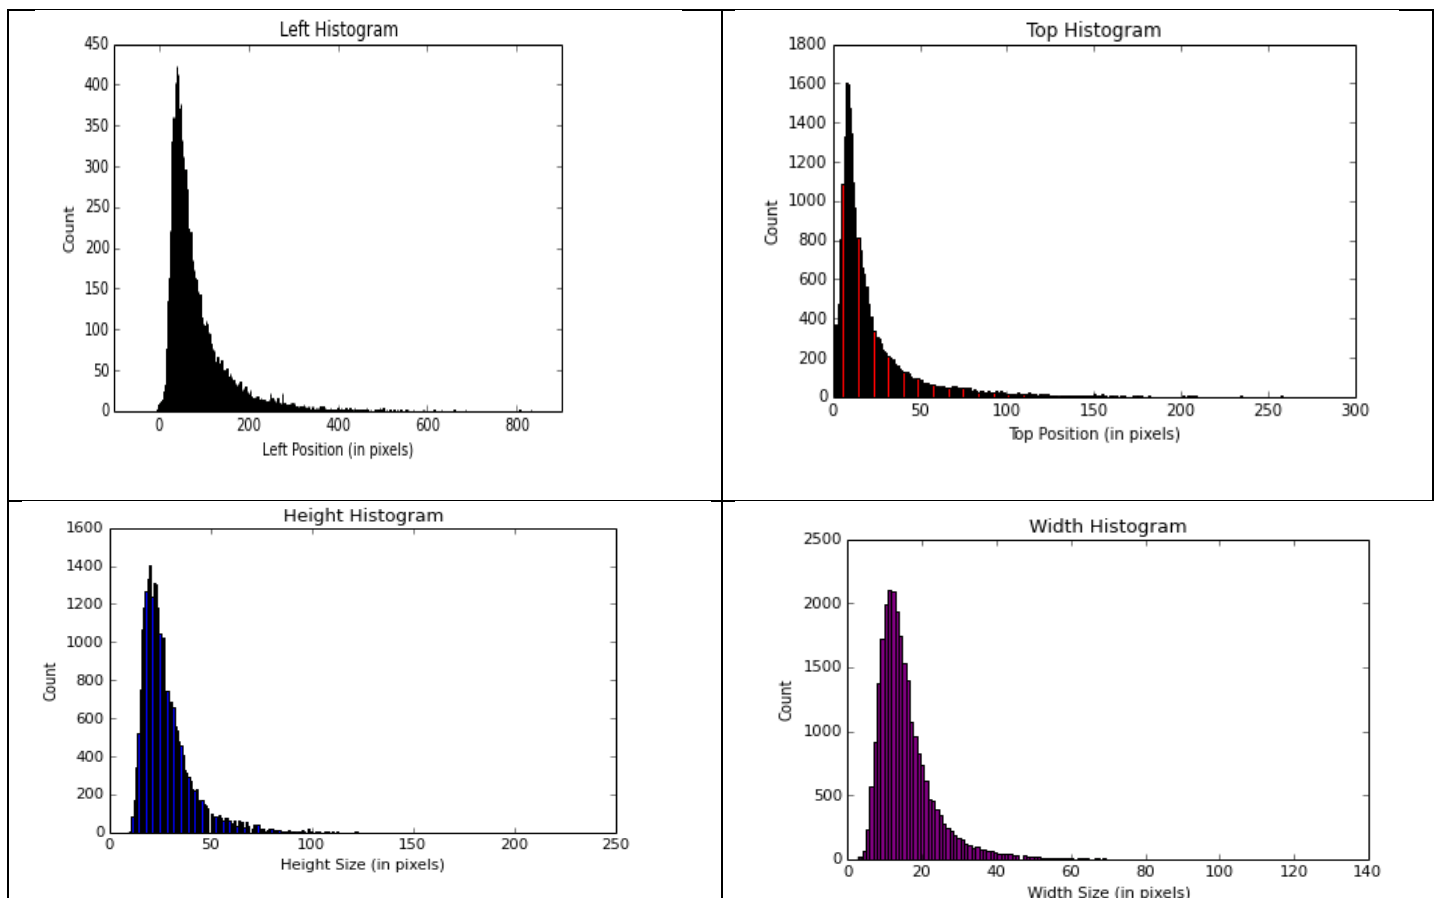 Left Histogram
450
400
350
300
250
200
150
100
50
0
Count
0 200 400 600 800
Left Position (in pixels)
Top Histogram
1800
1600
1400
1200
1000
800
600
400
200
0
Count
0 50 100 150 200 250 300
Top Position (in pixels)
Height Histogram
1600
1400
1200
1000
800
600
400
200
0
Count
0 50 100 150 200 250
Height Size (in pixels)
Width Histogram
2500
2000
1500
1000
500
0
Count
0 20 40 60 80 100 120 140
Width Size (in pixels)